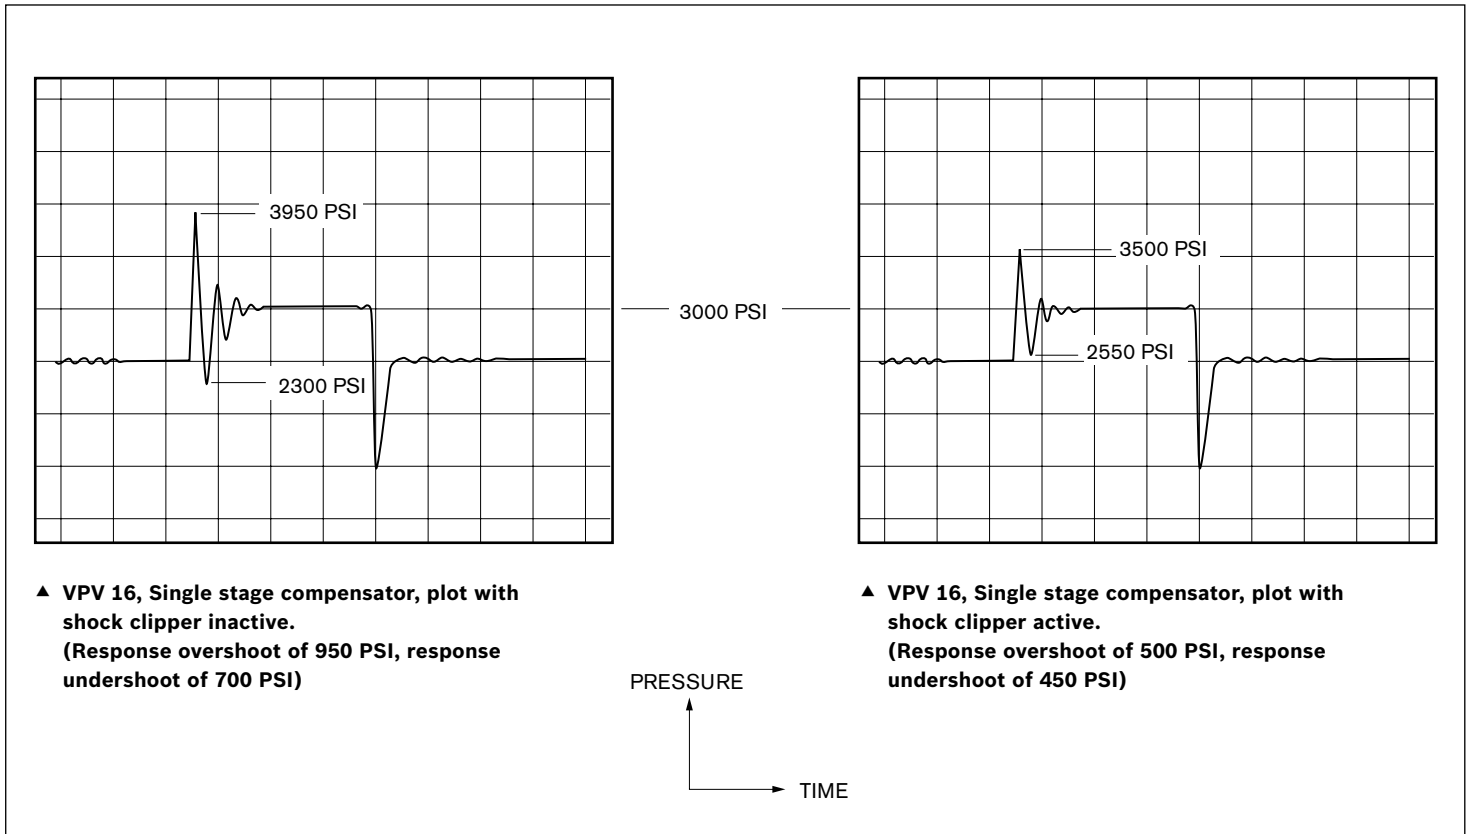 3950 PSI
2300 PSI
3000 PSI
3500 PSI
2550 PSI
▲ VPV 16, Single stage compensator, plot with
shock clipper inactive.
(Response overshoot of 950 PSI, response
undershoot of 700 PSI)
▲ VPV 16, Single stage compensator, plot with
shock clipper active.
(Response overshoot of 500 PSI, response
undershoot of 450 PSI)
PRESSURE
TIME